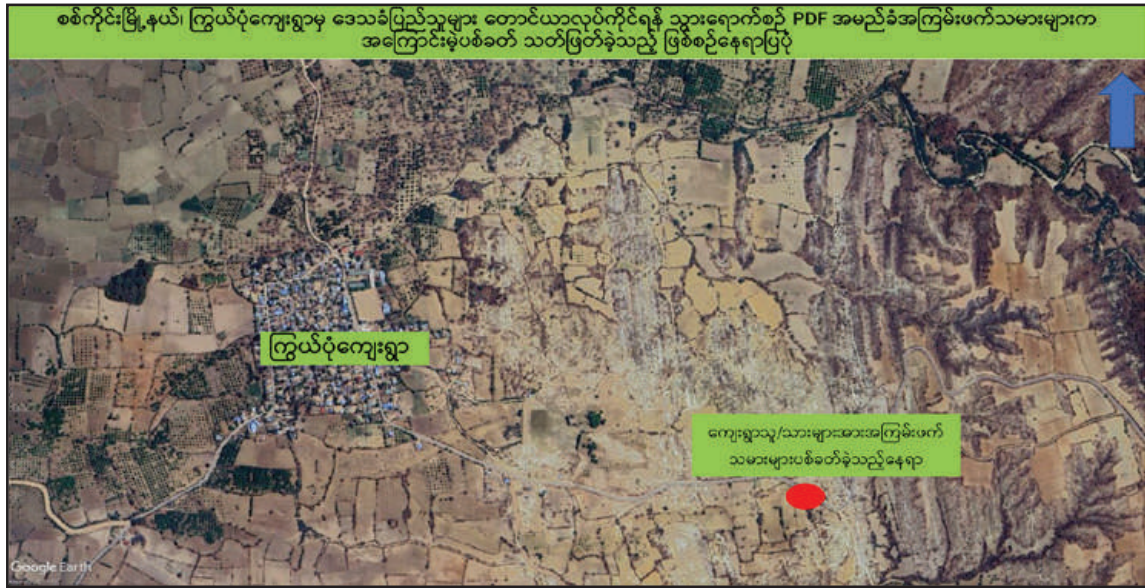 စစ်ကိုင်းမြို့နယ်၊ ကြွယ်ပုံကျေးရွာမှ ဒေသခံပြည်သူများ တောင်ယာလုပ်ကိုင်ရန် သွားရောက်စဉ် PDF အမည်ခံအကြမ်းဖက်သမားများက
အကြောင်းမဲ့ပစ်ခတ် သတ်ဖြတ်ခဲ့သည့် ဖြစ်စဉ်နေရာပြပုံ
ကြွယ်ပုံကျေးရွာ
ကျေးရွာသူ/သားများအားအကြမ်းဖက်
သမားများပစ်ခတ်ခဲ့သည့်နေရာ
Google Earth